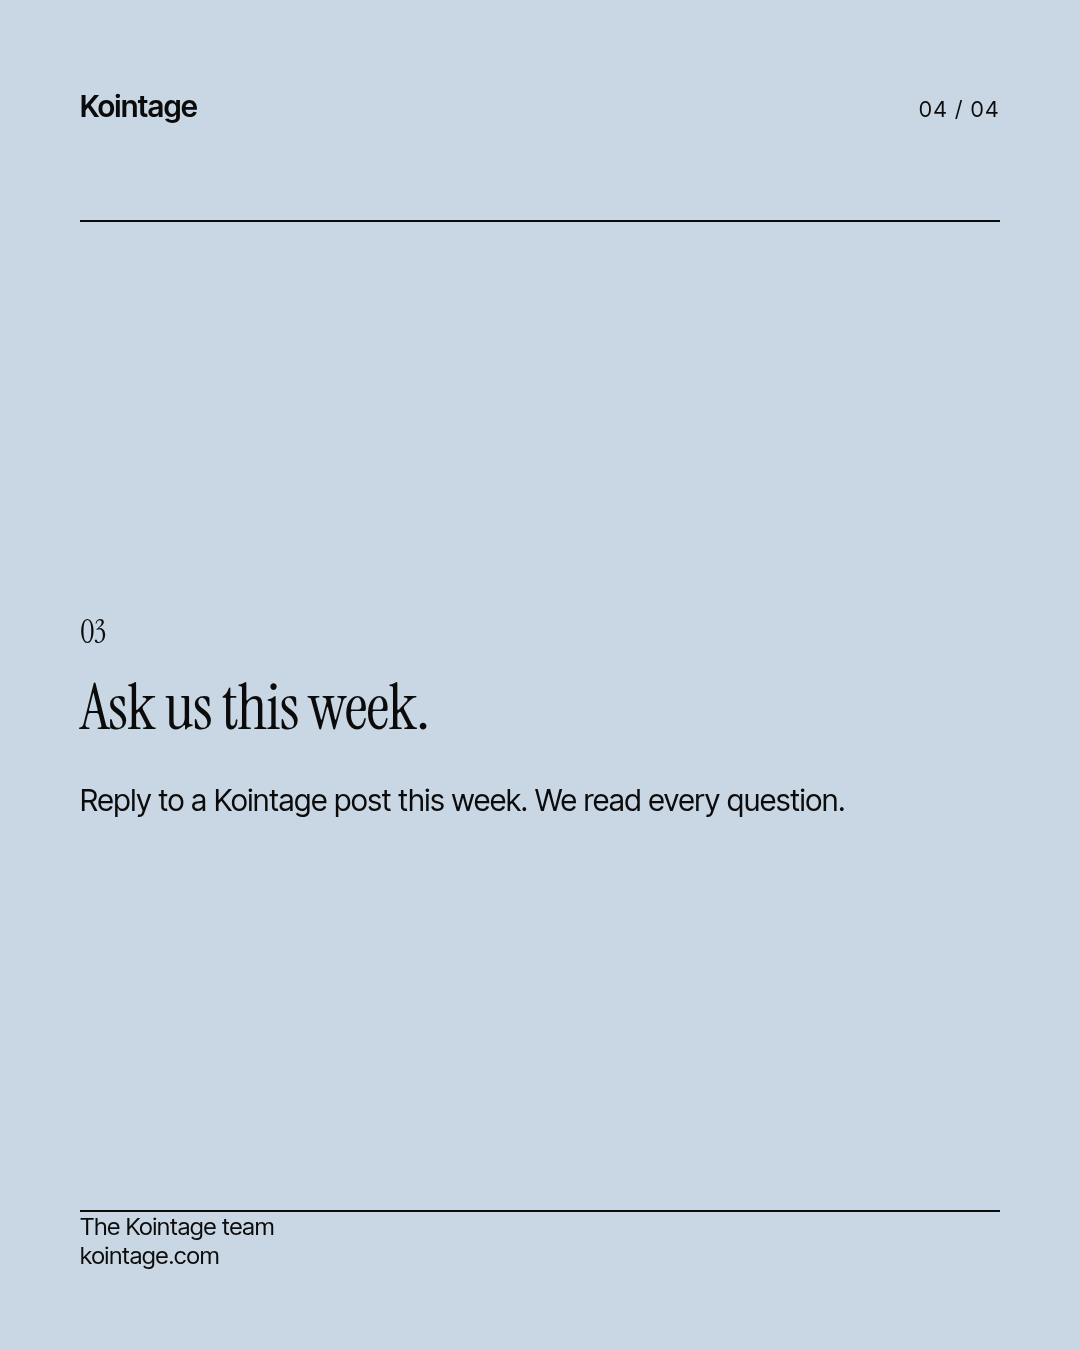 Kointage
04 / 04
03
Ask us this week.
Reply to a Kointage post this week. We read every question.
The Kointage team
kointage.com